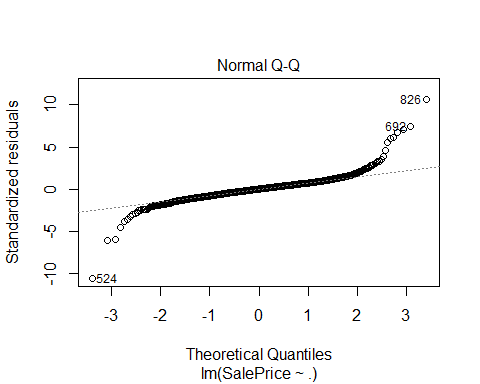 Normal Q-Q
Standardized residuals
10
5
0
-5
-10
826
692
524
-3 -2 -1 0 1 2 3
Theoretical Quantiles
lm(SalePrice ~ .)